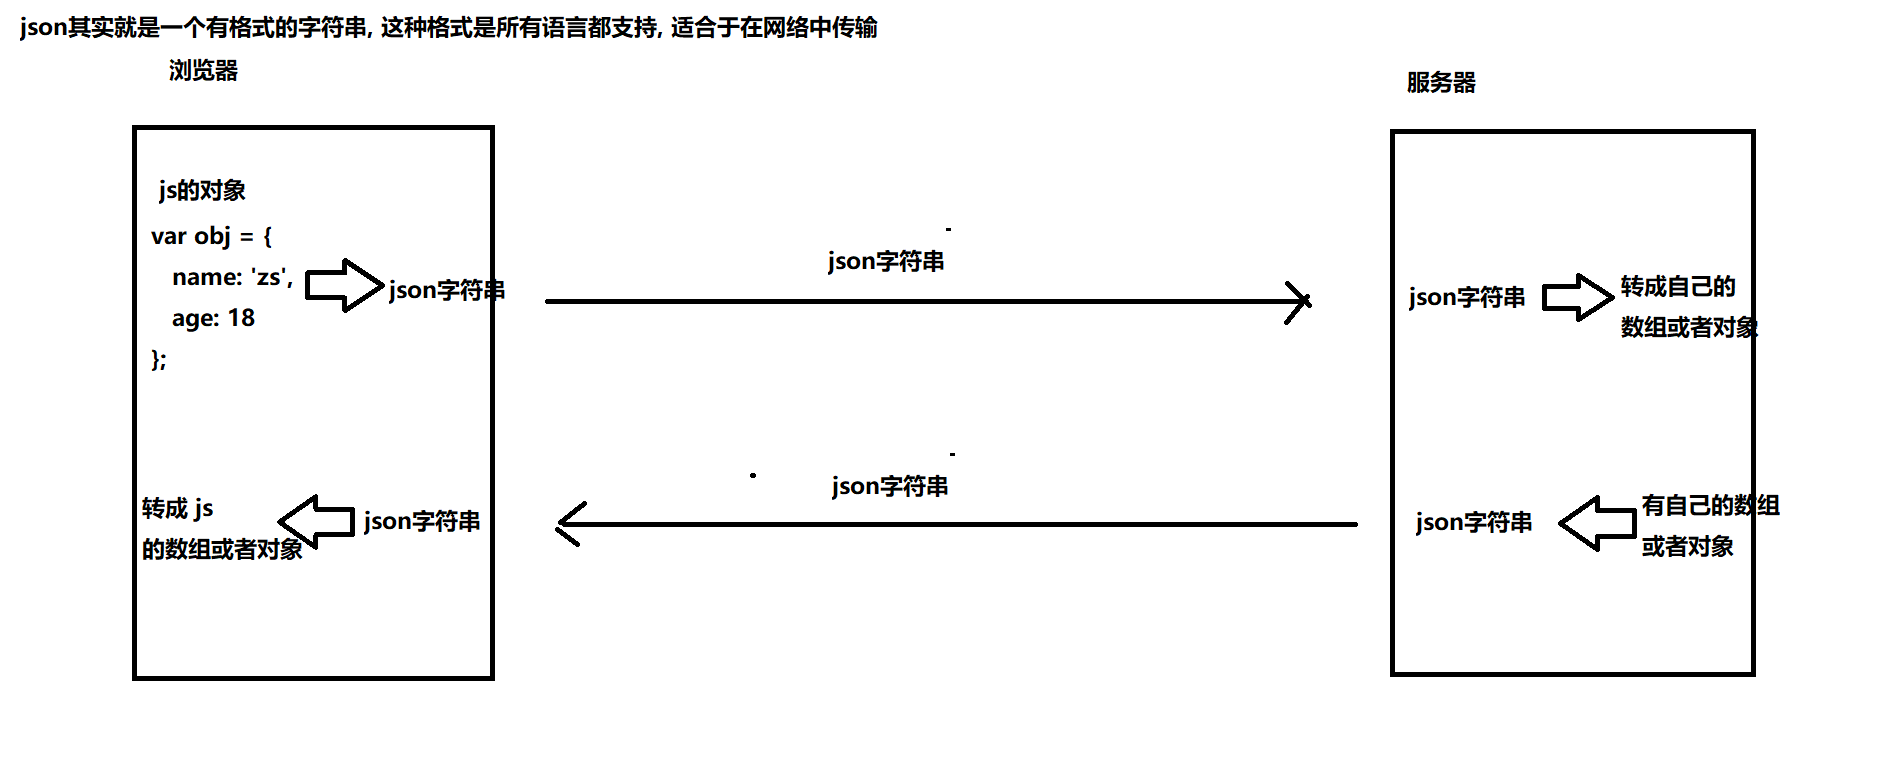 json其实就是一个有格式的字符串, 这种格式是所有语言都支持, 适合于在网络中传输
浏览器
服务器
js的对象
var obj = {
name: 'zs',
age: 18
};
json字符串
json字符串
json字符串
转成自己的
数组或者对象
转成 js
的数组或者对象
json字符串
json字符串
json字符串
有自己的数组
或者对象